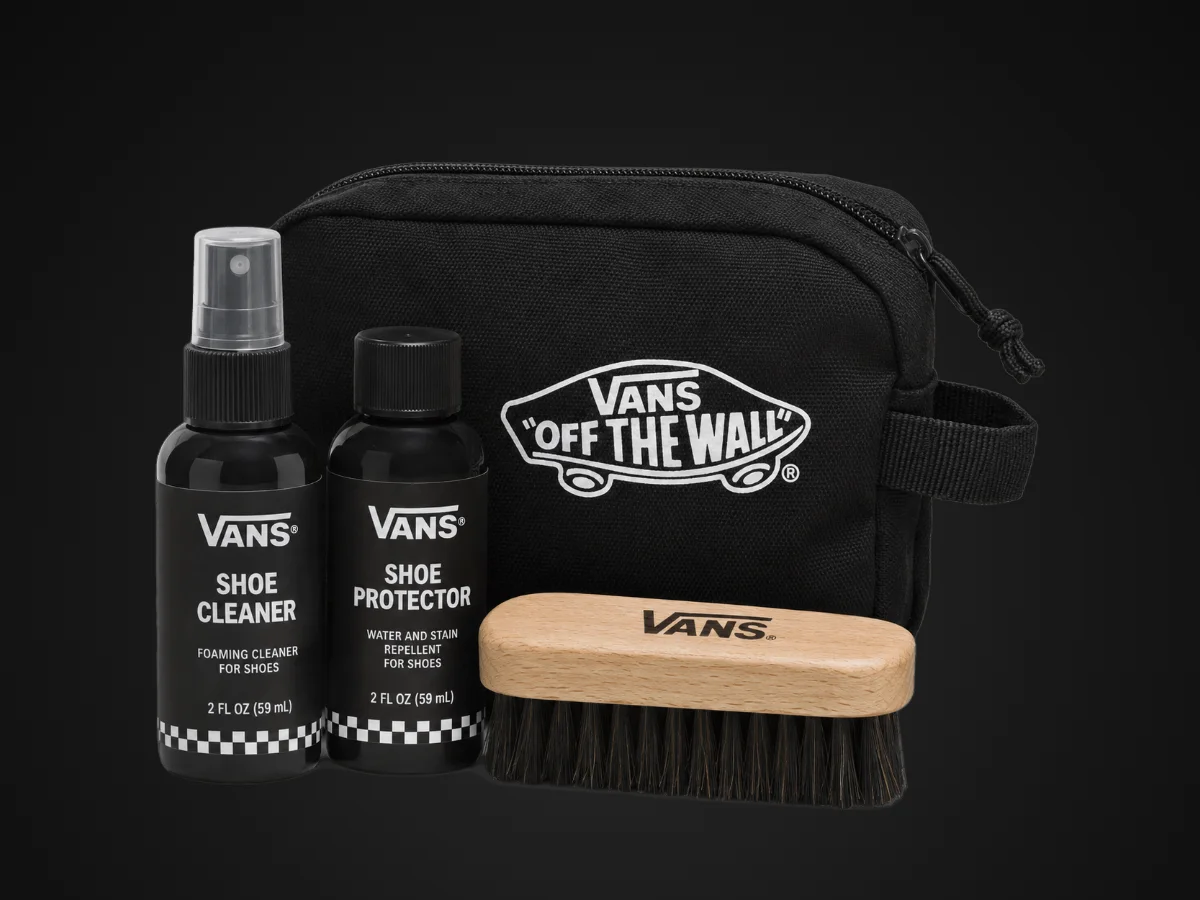 VANS
"OFF THE WALL"
®
VANS®
SHOE
CLEANER
FOAMING CLEANER
FOR SHOES
2 FL OZ (59 mL)
VANS®
SHOE
PROTECTOR
WATER AND STAIN
REPELLENT
FOR SHOES
2 FL OZ (59 mL)
VANS®